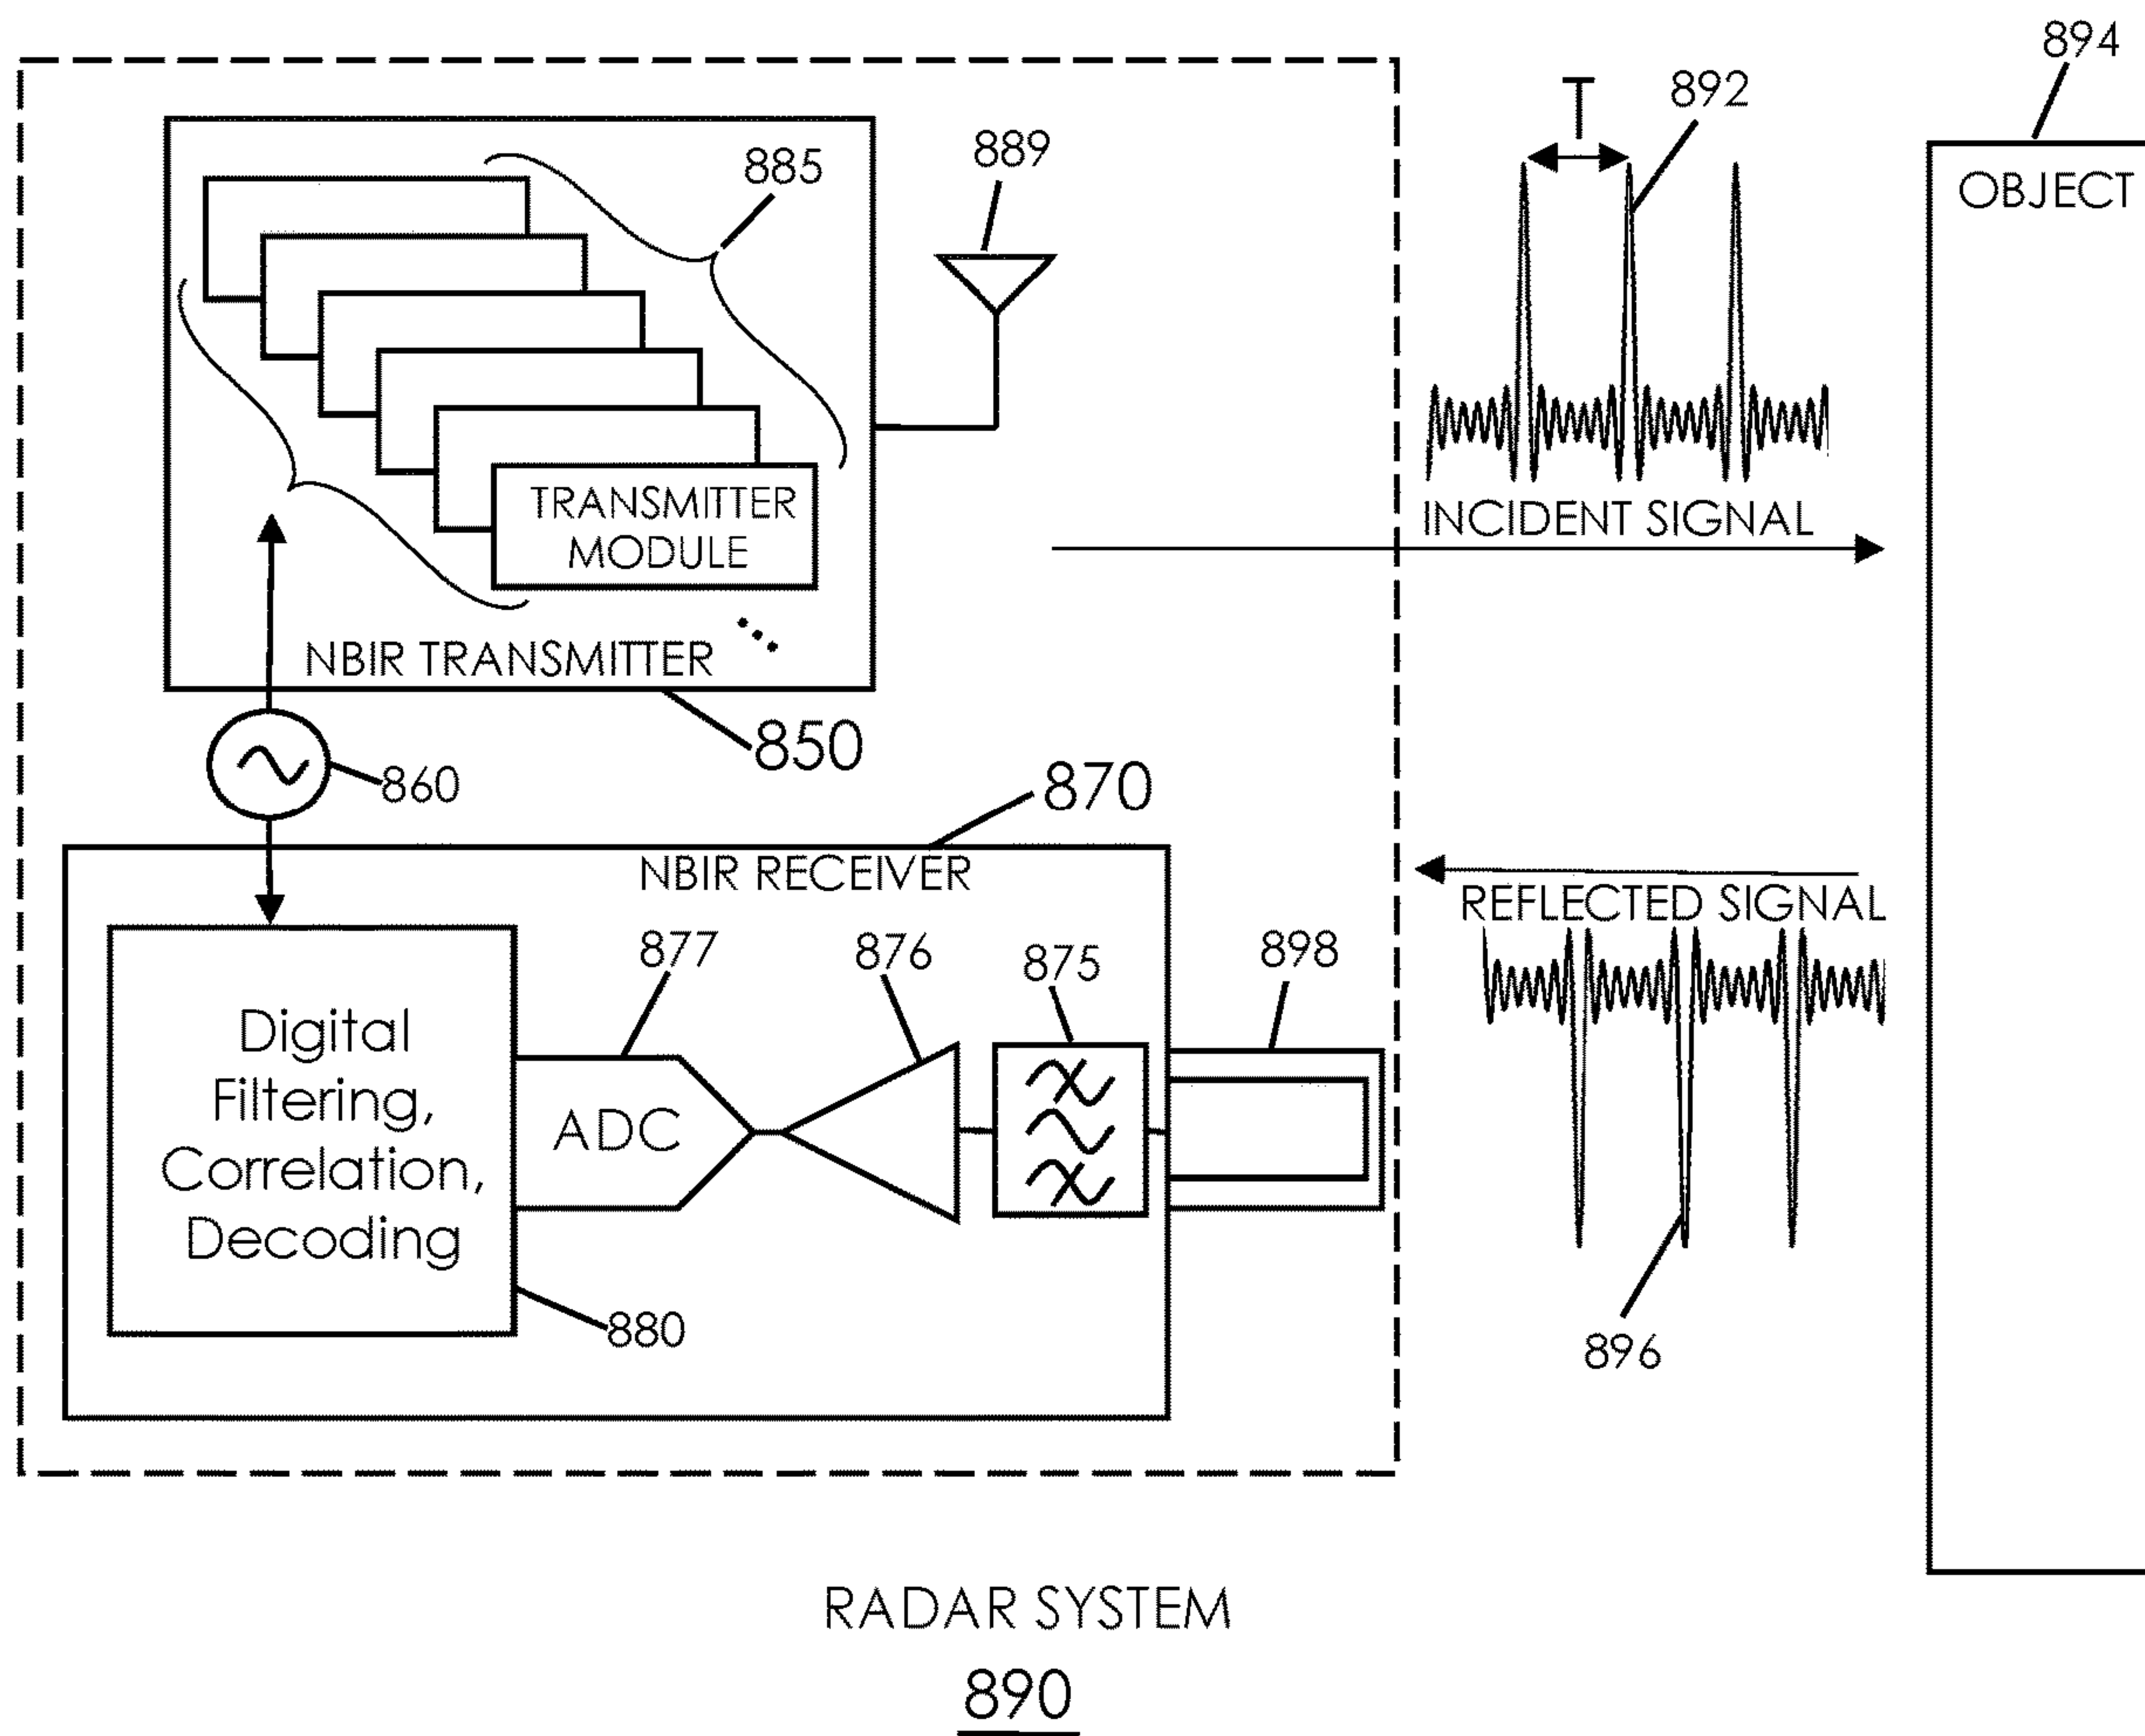 894
T
892
OBJECT
885
889
TRANSMITTER
MODULE
INCIDENT SIGNAL
NBIR TRANSMITTER
850
860
870
NBIR RECEIVER
REFLECTED SIGNAL
877
876
875
898
Digital
Filtering,
Correlation,
Decoding
ADC
880
896
RADAR SYSTEM
890